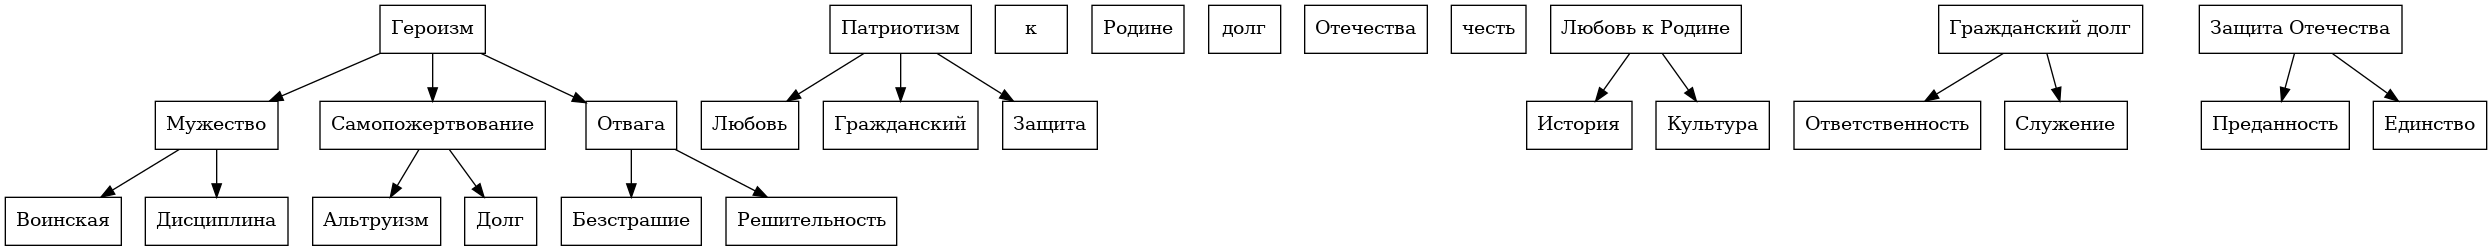 Героизм
Патриотизм
к
Родине
долг
Отечества
честь
Любовь к Родине
Гражданский долг
Защита Отечества
Мужество
Самопожертвование
Отвага
Любовь
Гражданский
Защита
История
Культура
Ответственность
Служение
Преданность
Единство
Воинская
Дисциплина
Альтруизм
Долг
Безстрашие
Решительность